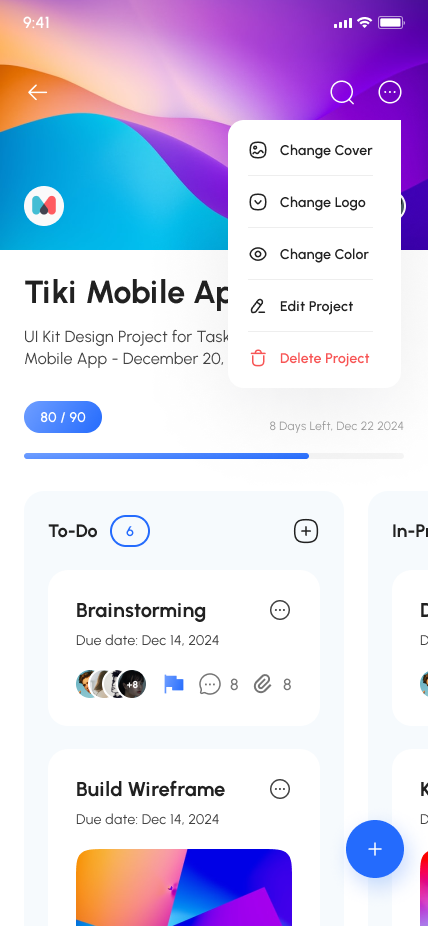 9:41
Change Cover
Change Logo
Change Color
Edit Project
Delete Project
Tiki Mobile Ap
UI Kit Design Project for Task
Mobile App - December 20,
80 / 90
8 Days Left, Dec 22 2024
To-Do 6
In-Pr
Brainstorming
Due date: Dec 14, 2024
+8 8 8
Build Wireframe
Due date: Dec 14, 2024